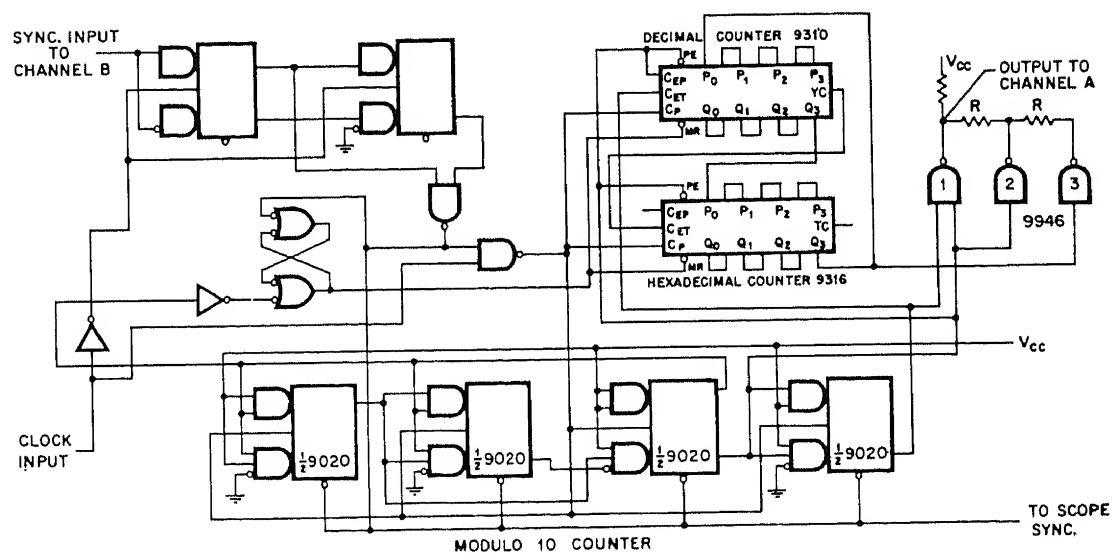 SYNC. INPUT
TO
CHANNEL B
DECIMAL COUNTER 9310
PE
P0 P1 P2 P3
CEP
CET
CP
YC
Q0 Q1 Q2 Q3
MR
VCC
OUTPUT TO
CHANNEL A
R R
1 2 3
9946
PE
P0 P1 P2 P3
CEP
CET
CP
TC
Q0 Q1 Q2 Q3
MR
HEXADECIMAL COUNTER 9316
VCC
CLOCK
INPUT
1/2 9020
1/2 9020
1/2 9020
1/2 9020
TO SCOPE
SYNC.
MODULO 10 COUNTER